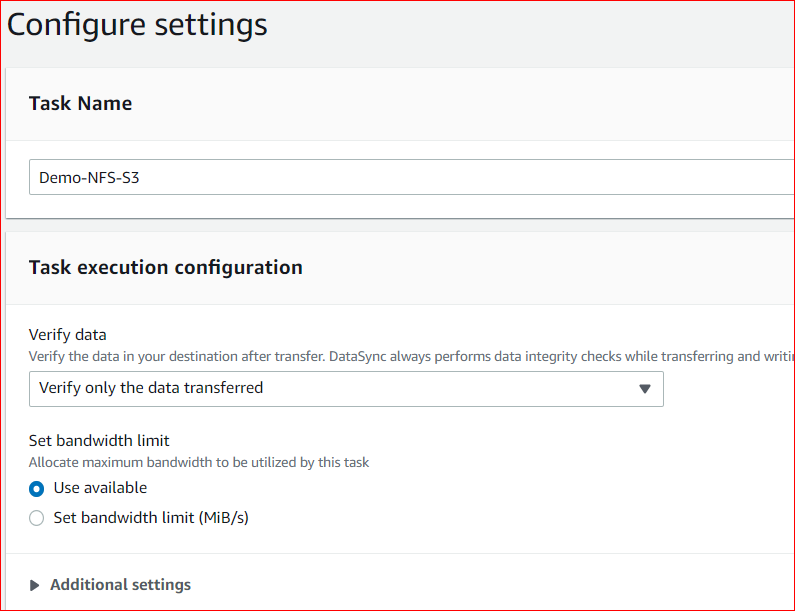 Configure settings
Task Name
Demo-NFS-S3
Task execution configuration
Verify data
Verify the data in your destination after transfer. DataSync always performs data integrity checks while transferring and
Verify only the data transferred
Set bandwidth limit
Allocate maximum bandwidth to be utilized by this task
Use available
Set bandwidth limit (MiB/s)
Additional settings